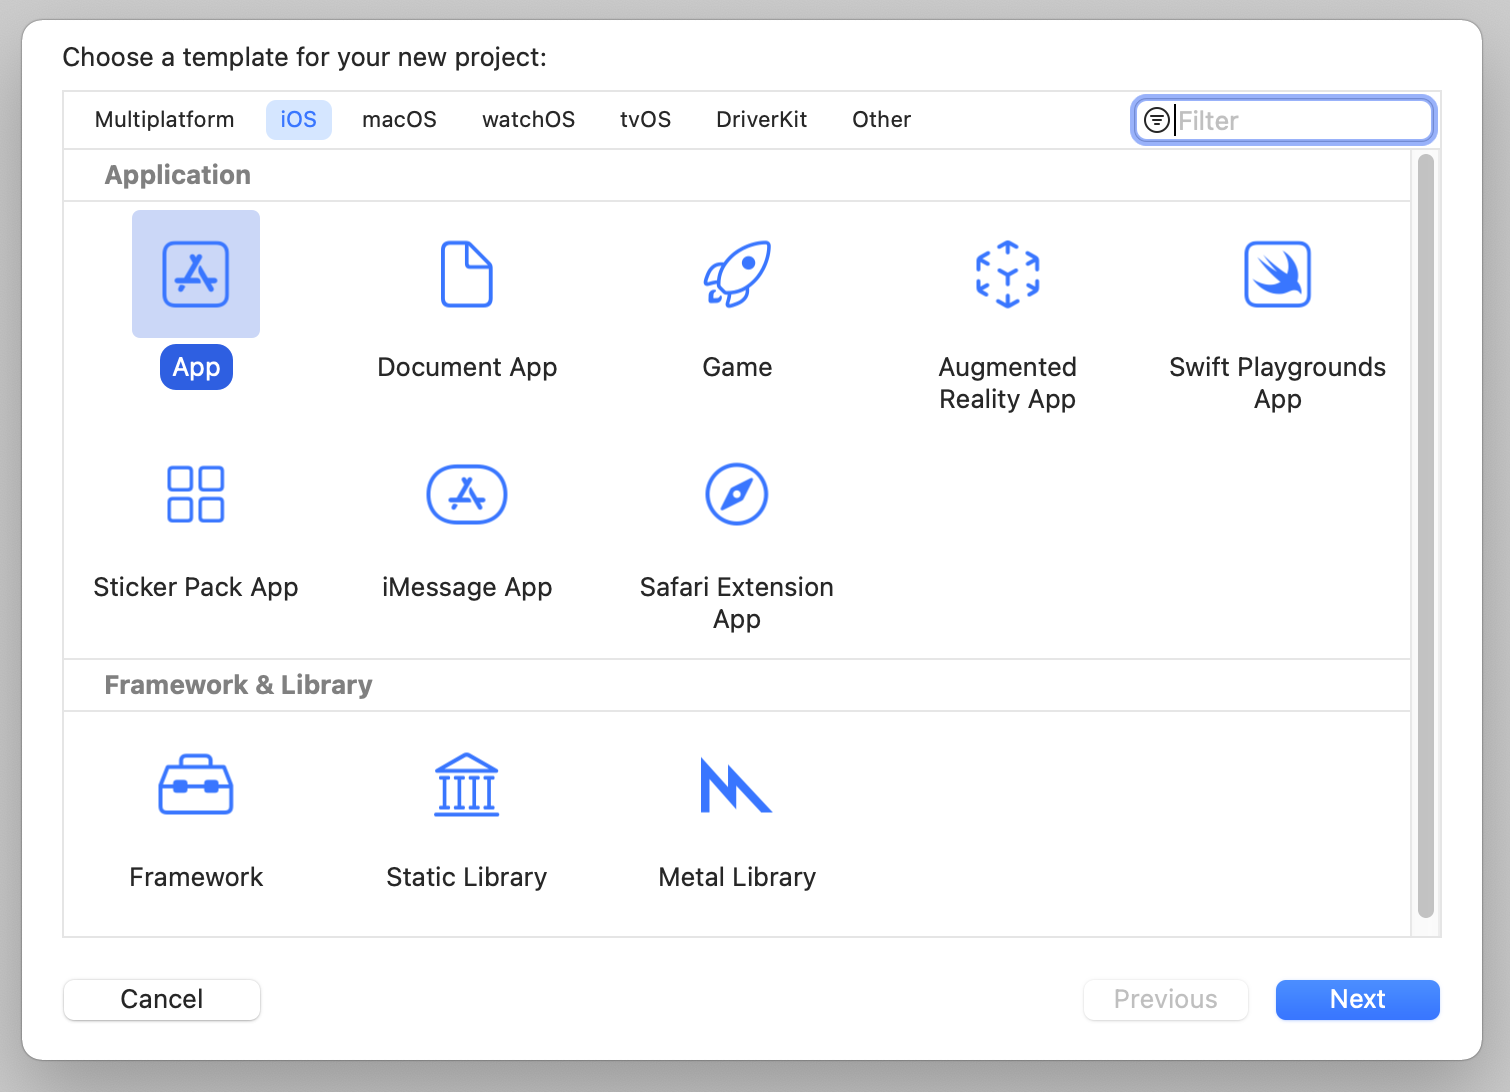 Choose a template for your new project:
Multiplatform iOS macOS watchOS tvOS DriverKit Other Filter
Application
App Document App Game Augmented Reality App Swift Playgrounds App
Sticker Pack App iMessage App Safari Extension App
Framework & Library
Framework Static Library Metal Library
Cancel Previous Next